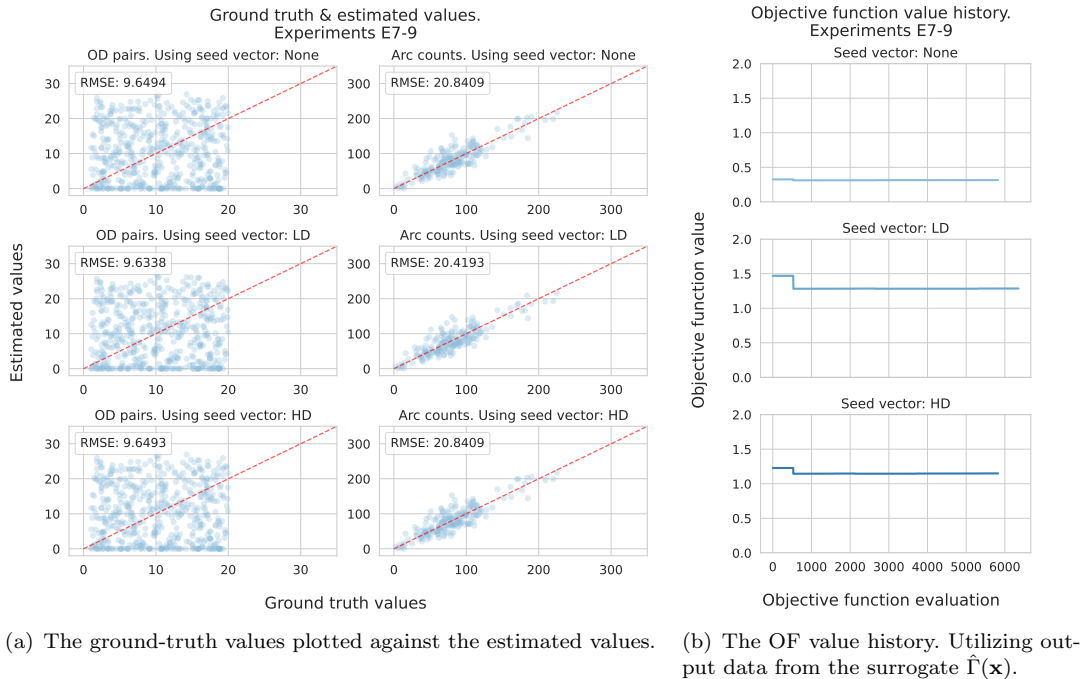 Ground truth & estimated values.
Experiments E7-9
OD pairs. Using seed vector: None
Arc counts. Using seed vector: None
RMSE: 9.6494
RMSE: 20.8409
30
20
10
0
300
200
100
0
0 10 20 30
0 100 200 300
OD pairs. Using seed vector: LD
Arc counts. Using seed vector: LD
RMSE: 9.6338
RMSE: 20.4193
30
20
10
0
300
200
100
0
0 10 20 30
0 100 200 300
OD pairs. Using seed vector: HD
Arc counts. Using seed vector: HD
RMSE: 9.6493
RMSE: 20.8409
30
20
10
0
300
200
100
0
0 10 20 30
0 100 200 300
Estimated values
Ground truth values
(a) The ground-truth values plotted against the estimated values.
Objective function value history.
Experiments E7-9
Seed vector: None
2.0
1.5
1.0
0.5
0.0
Seed vector: LD
2.0
1.5
1.0
0.5
0.0
Seed vector: HD
2.0
1.5
1.0
0.5
0.0
0 1000 2000 3000 4000 5000 6000
Objective function value
Objective function evaluation
(b) The OF value history. Utilizing out-
put data from the surrogate Γ̂(x).